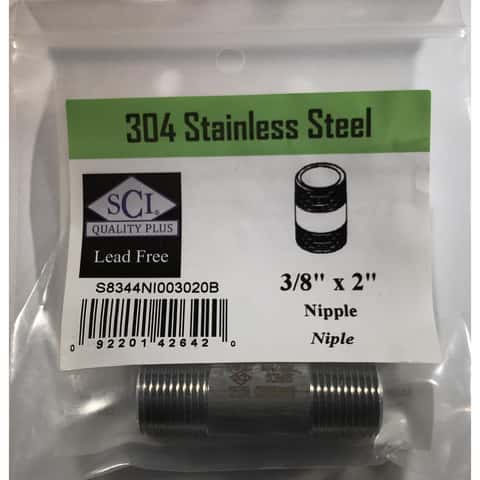 304 Stainless Steel
SCI®
QUALITY PLUS
Lead Free
S8344NI003020B
0 92201 42642 0
3/8" x 2"
Nipple
Niple